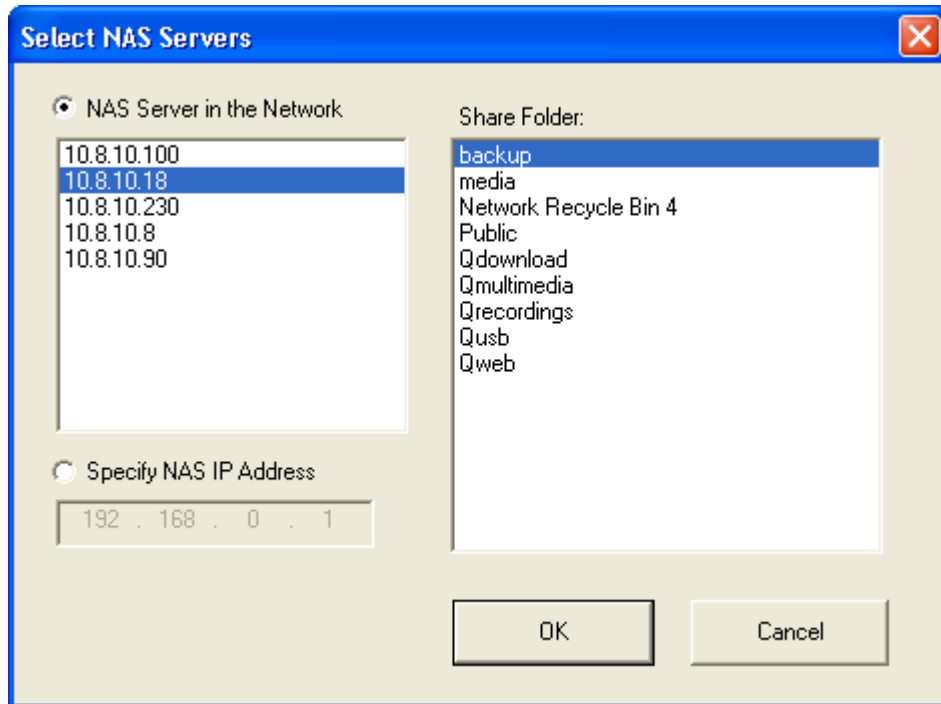 Select NAS Servers
NAS Server in the Network
10.8.10.100
10.8.10.18
10.8.10.230
10.8.10.8
10.8.10.90
Specify NAS IP Address
192 . 168 . 0 . 1
Share Folder:
backup
media
Network Recycle Bin 4
Public
Qdownload
Qmultimedia
Qrecordings
Qusb
Qweb
OK
Cancel